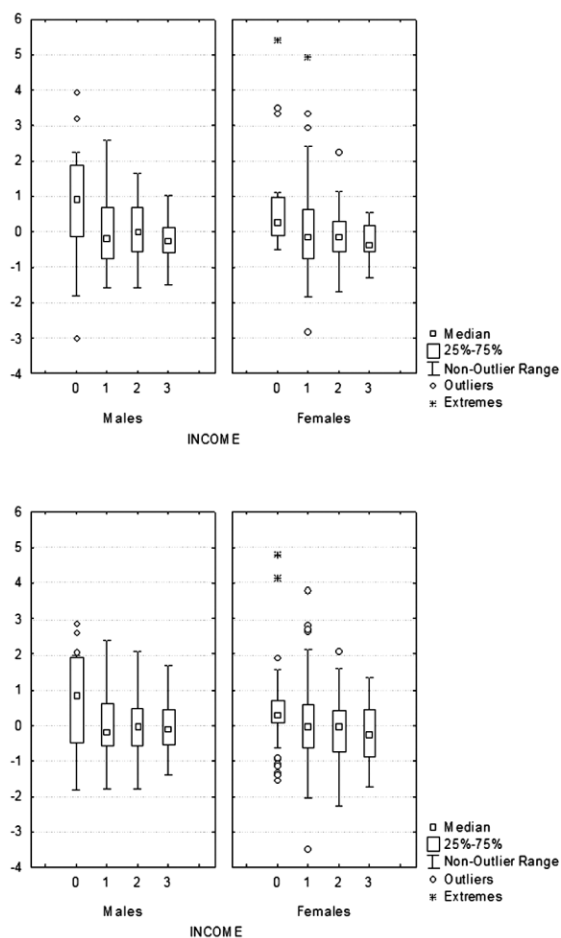 6
5
4
3
2
1
0
-1
-2
-3
-4
0 1 2 3 0 1 2 3
Males Females
INCOME
Median
25%-75%
Non-Outlier Range
Outliers
Extremes
6
5
4
3
2
1
0
-1
-2
-3
-4
0 1 2 3 0 1 2 3
Males Females
INCOME
Median
25%-75%
Non-Outlier Range
Outliers
Extremes